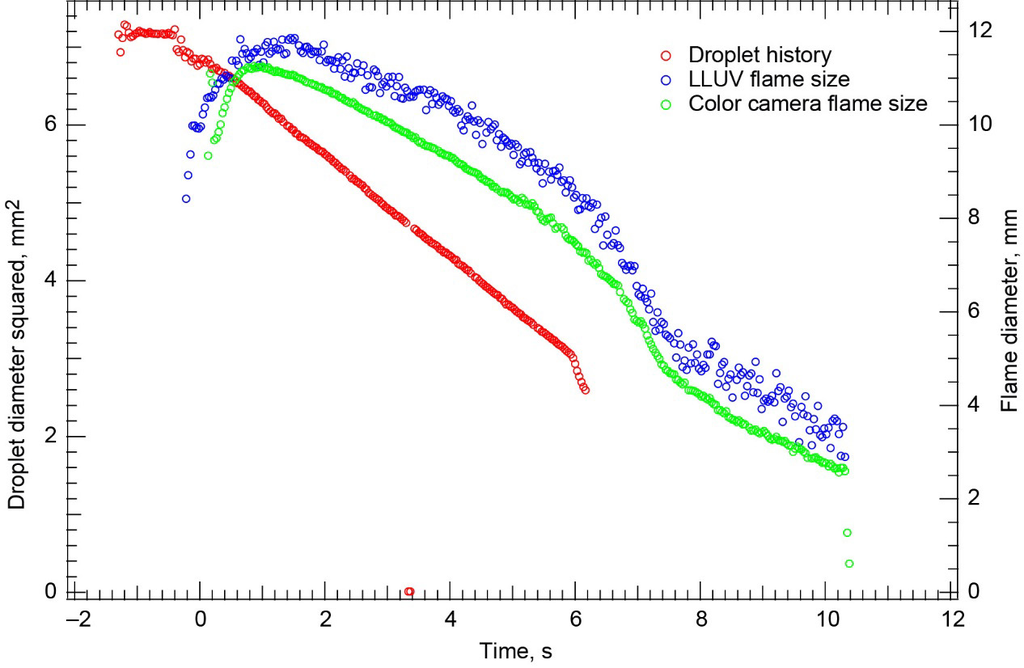 Droplet history
LLUV flame size
Color camera flame size
Droplet diameter squared, mm2
6
4
2
0
Flame diameter, mm
12
10
8
6
4
2
0
–2 0 2 4 6 8 10 12
Time, s